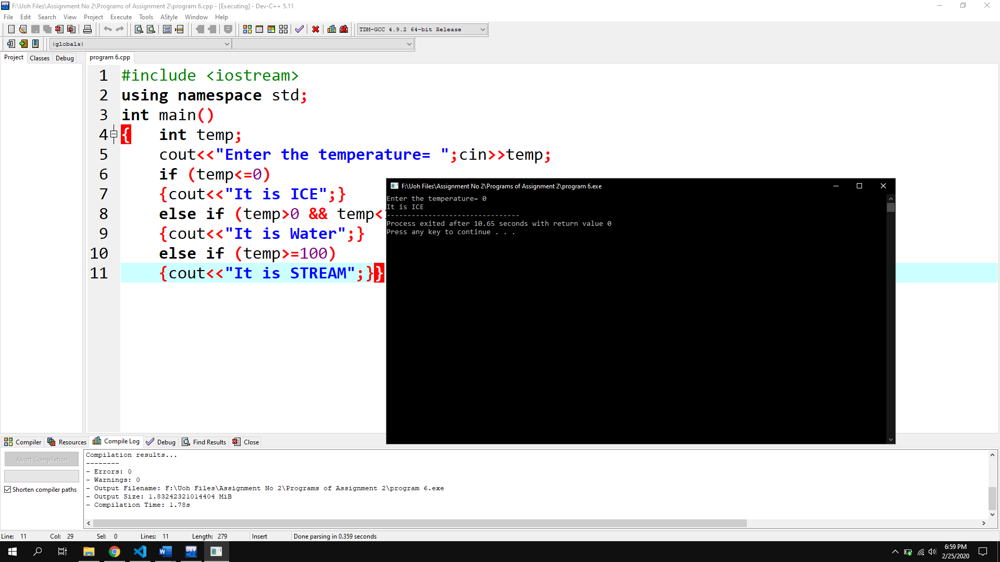 F:\Uoh Files\Assignment No 2\Programs of Assignment 2\program 6.cpp - [Executing] - Dev-C++ 5.11
File Edit Search View Project Execute Tools AStyle Window Help
TDM-GCC 4.9.2 64-bit Release
(globals)
Project Classes Debug
program 6.cpp
1 #include <iostream>
2 using namespace std;
3 int main()
4 { int temp;
5 cout<<"Enter the temperature= ";cin>>temp;
6 if (temp<=0)
7 {cout<<"It is ICE";}
8 else if (temp>0 && temp<
9 {cout<<"It is Water";}
10 else if (temp>=100)
11 {cout<<"It is STREAM";}}
F:\Uoh Files\Assignment No 2\Programs of Assignment 2\program 6.exe
Enter the temperature= 0
It is ICE
--------------------------------
Process exited after 10.65 seconds with return value 0
Press any key to continue . . .
Compiler Resources Compile Log Debug Find Results Close
Abort Compilation
Shorten compiler paths
Compilation results...
--------
- Errors: 0
- Warnings: 0
- Output Filename: F:\Uoh Files\Assignment No 2\Programs of Assignment 2\program 6.exe
- Output Size: 1.83242321014404 MiB
- Compilation Time: 1.78s
Line: 11 Col: 29 Sel: 0 Lines: 11 Length: 279 Insert Done parsing in 0.359 seconds
DEV
6:59 PM
2/25/2020